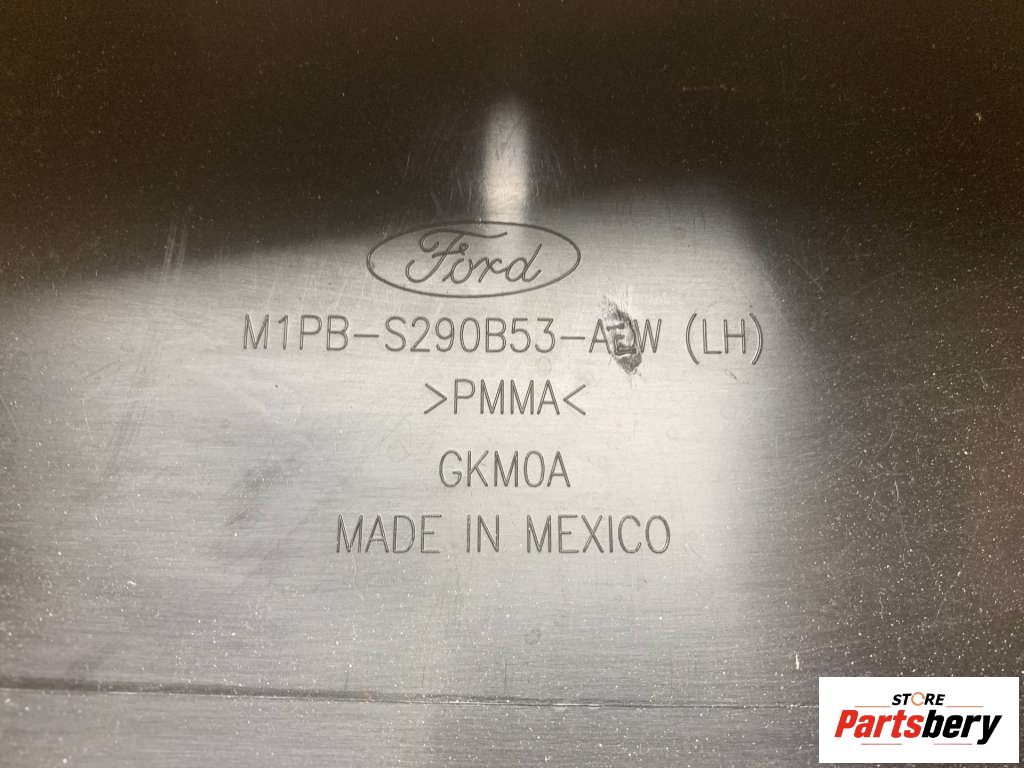 Ford
M1PB-S290B53-AEW (LH)
>PMMA<
GKM0A
MADE IN MEXICO
STORE
Partsbery